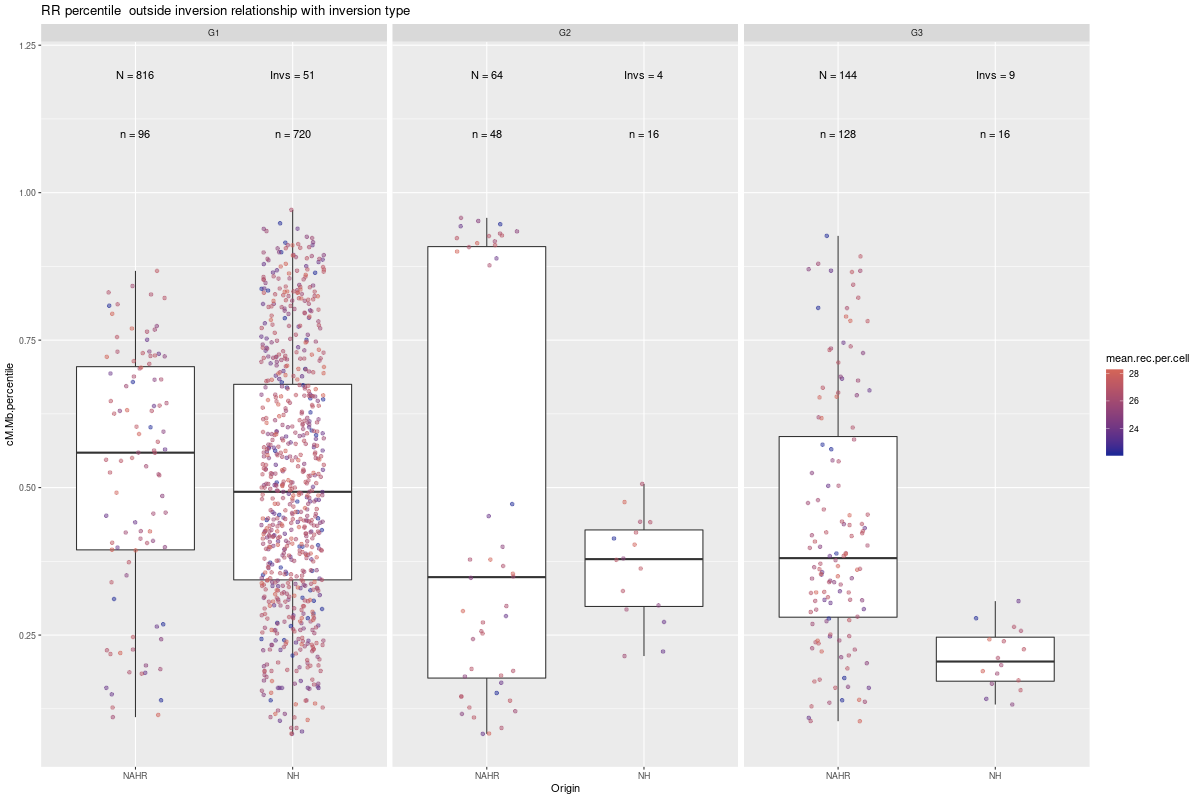 RR percentile  outside inversion relationship with inversion type
G1
G2
G3
N = 816
Invs = 51
N = 64
Invs = 4
N = 144
Invs = 9
n = 96
n = 720
n = 48
n = 16
n = 128
n = 16
1.25
1.00
0.75
0.50
0.25
cM.Mb.percentile
mean.rec.per.cell
28
26
24
NAHR
NH
NAHR
NH
NAHR
NH
Origin